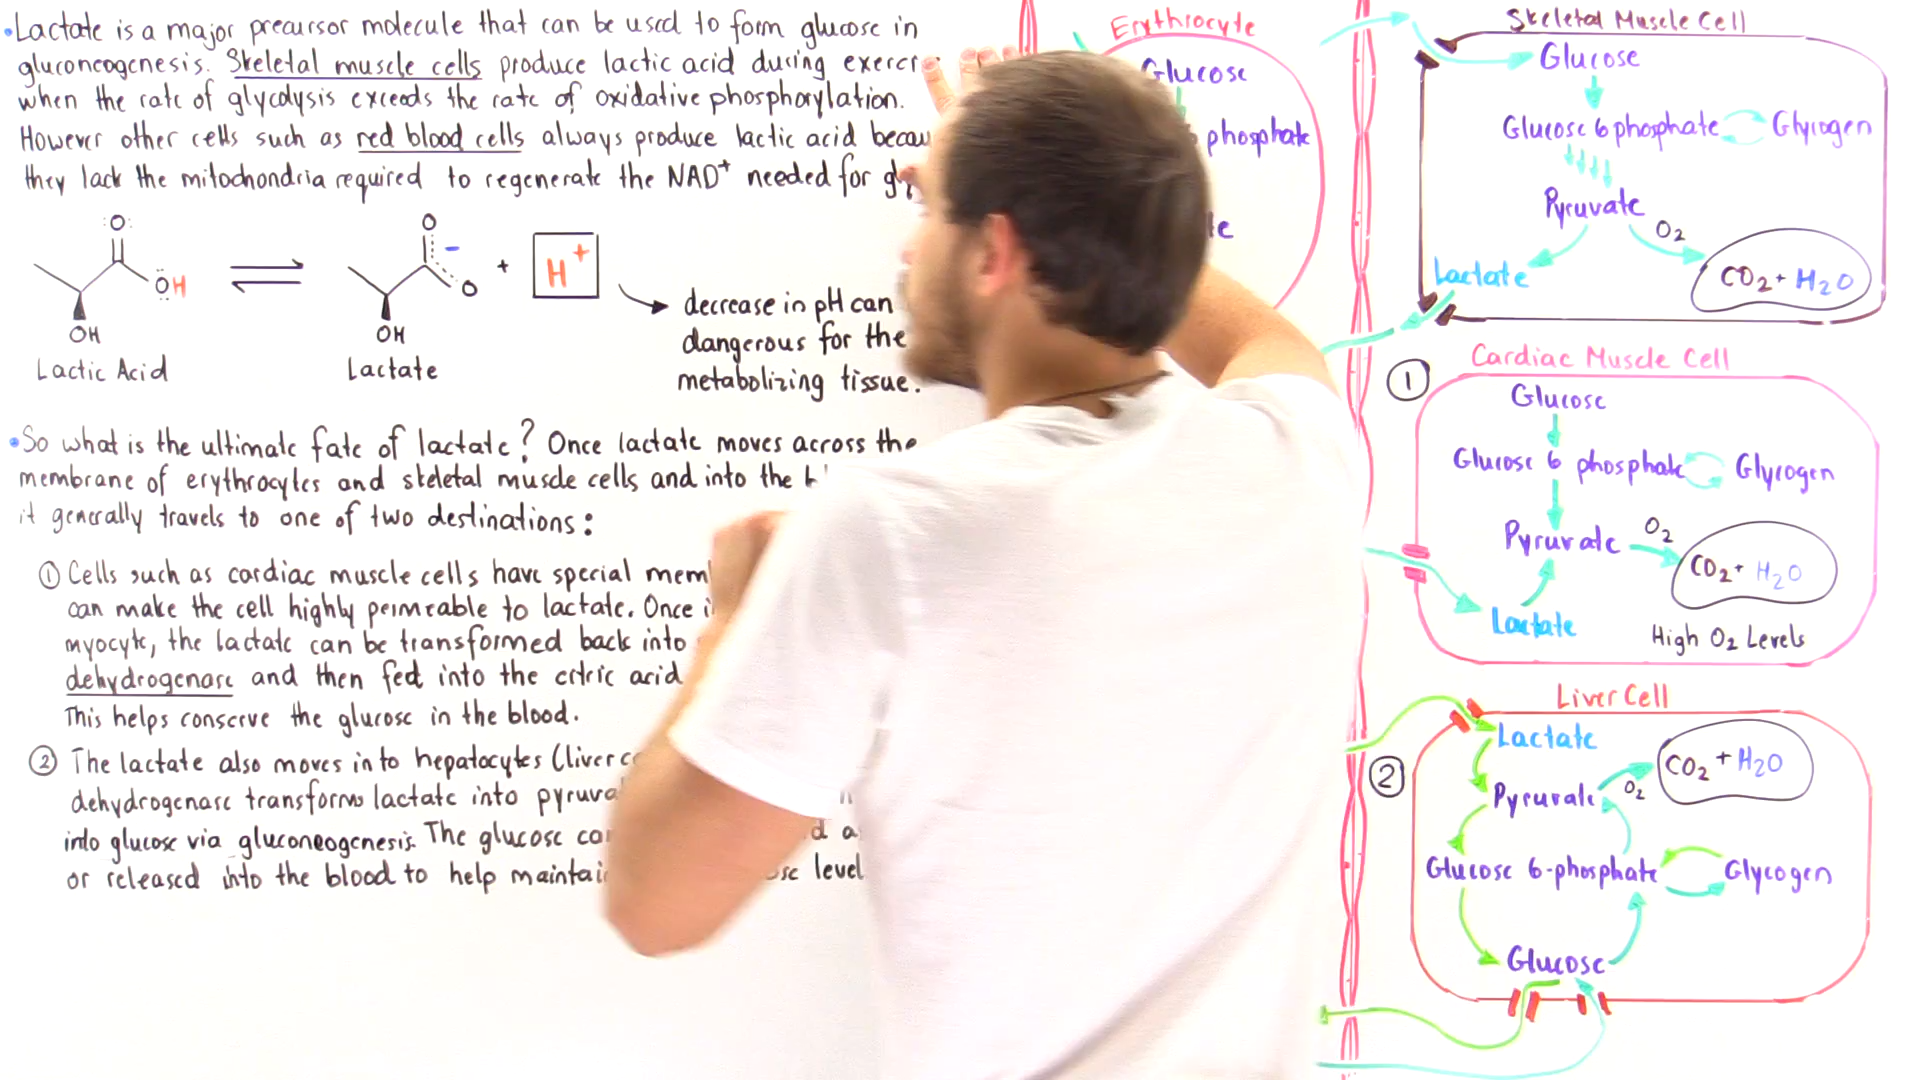 •Lactate is a major precursor molecule that can be used to form glucose in
gluconeogenesis. Skeletal muscle cells produce lactic acid during
when the rate of glycolysis exceeds the rate of oxidative phosphorylation.
However other cells such as red blood cells always produce lactic acid
they lack the mitochondria required to regenerate the NAD+ needed for
:O:
ÖH
OH
Lactic Acid
O
−
O
OH
Lactate
+
H+
decrease in pH can
dangerous for the
metabolizing tissue.
•So what is the ultimate fate of lactate? Once lactate moves across the
membrane of erythrocytes and skeletal muscle cells and into the
it generally travels to one of two destinations:
① Cells such as cardiac muscle cells have special
can make the cell highly permeable to lactate. Once
myocyte, the lactate can be transformed back into
dehydrogenase and then fed into the citric acid
This helps conserve the glucose in the blood.
② The lactate also moves into hepatocytes (liver
dehydrogenase transforms lactate into
into glucose via gluconeogenesis. The glucose
or released into the blood to help level
Erythrocyte
Glucose
phosphate
Skeletal Muscle Cell
Glucose
Glucose 6 phosphate
Glycogen
Pyruvate
O2
Lactate
CO2 + H2O
①
Cardiac Muscle Cell
Glucose
Glucose 6 phosphate
Glycogen
Pyruvate
O2
CO2 + H2O
Lactate
High O2 Levels
②
Liver Cell
Lactate
CO2 + H2O
Pyruvate
O2
Glucose 6-phosphate
Glycogen
Glucose